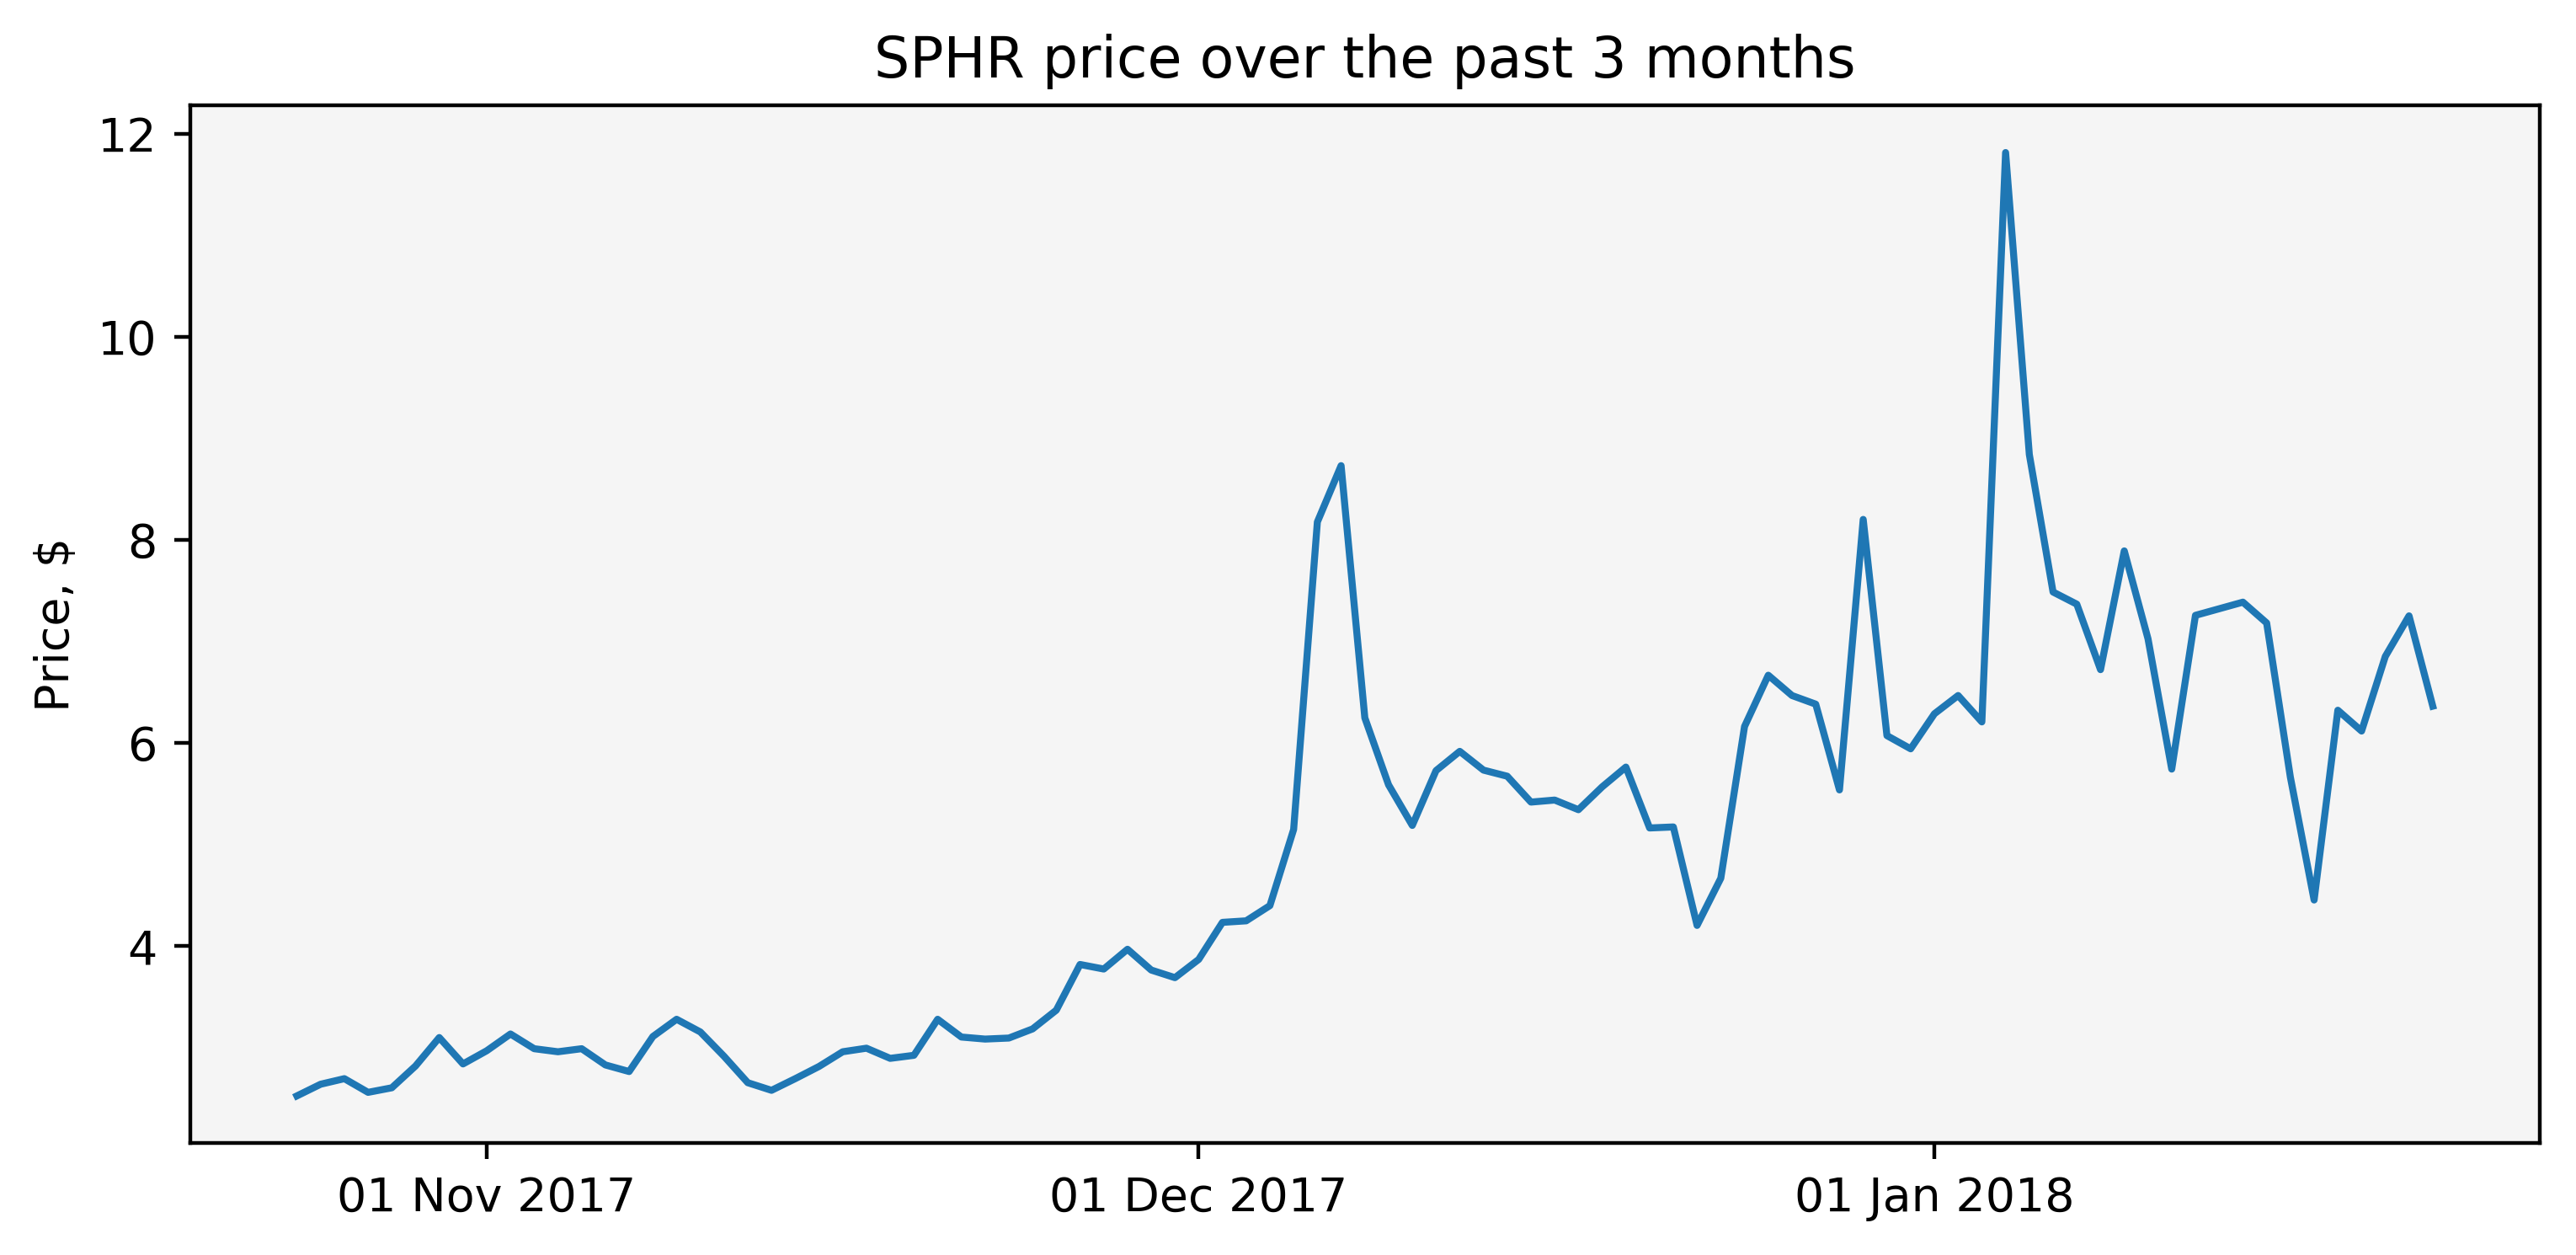 SPHR price over the past 3 months
12
10
8
6
4
Price, $
01 Nov 2017
01 Dec 2017
01 Jan 2018